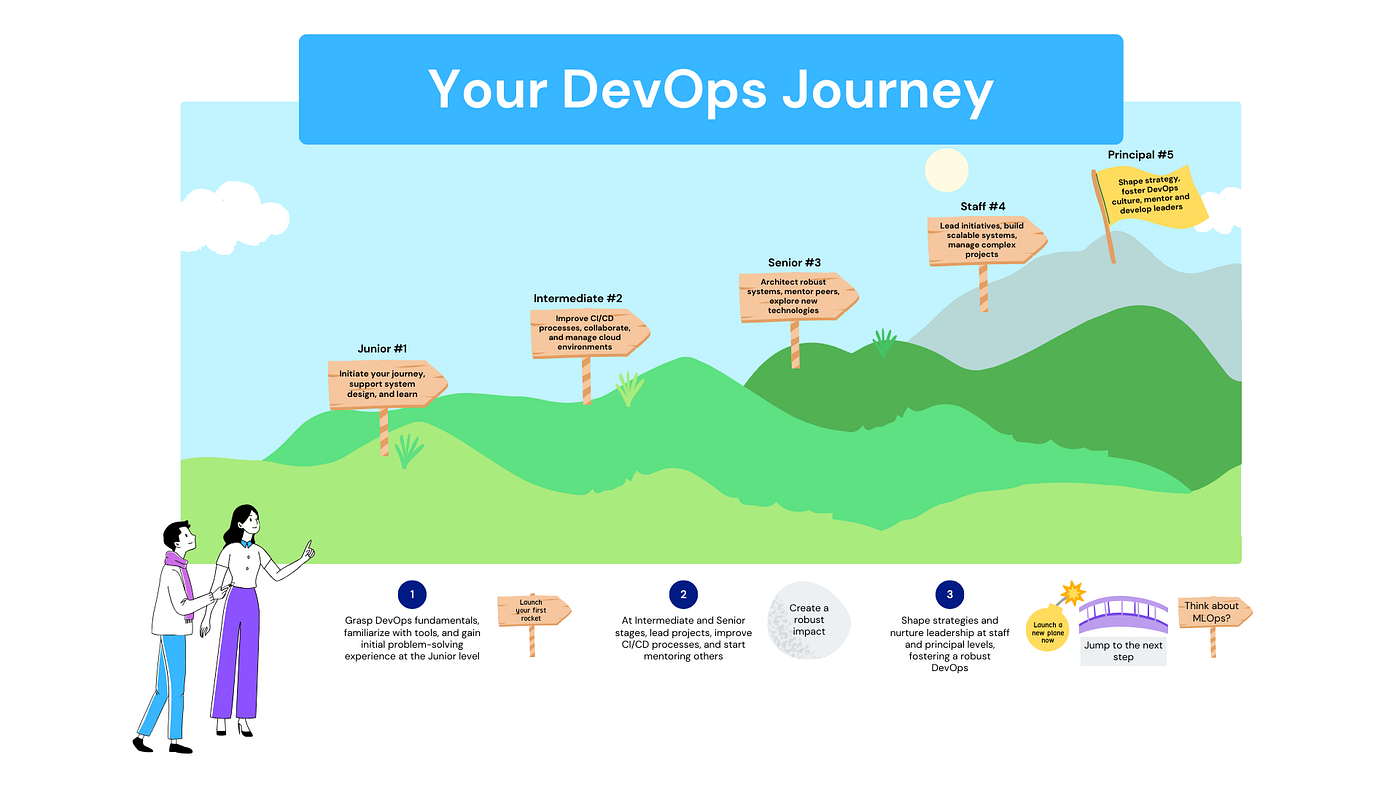 Your DevOps Journey
Principal #5
Shape strategy,
foster DevOps
culture, mentor and
develop leaders
Staff #4
Lead initiatives, build
scalable systems,
manage complex
projects
Senior #3
Architect robust
systems, mentor peers,
explore new
technologies
Intermediate #2
Improve CI/CD
processes, collaborate,
and manage cloud
environments
Junior #1
Initiate your journey,
support system
design, and learn
1
Grasp DevOps fundamentals,
familiarize with tools, and gain
initial problem-solving
experience at the Junior level
Launch
your first
rocket
2
At Intermediate and Senior
stages, lead projects, improve
CI/CD processes, and start
mentoring others
Create a
robust
impact
3
Shape strategies and
nurture leadership at staff
and principal levels,
fostering a robust
DevOps
Launch a
new plane
now
Jump to the next
step
Think about
MLOps?